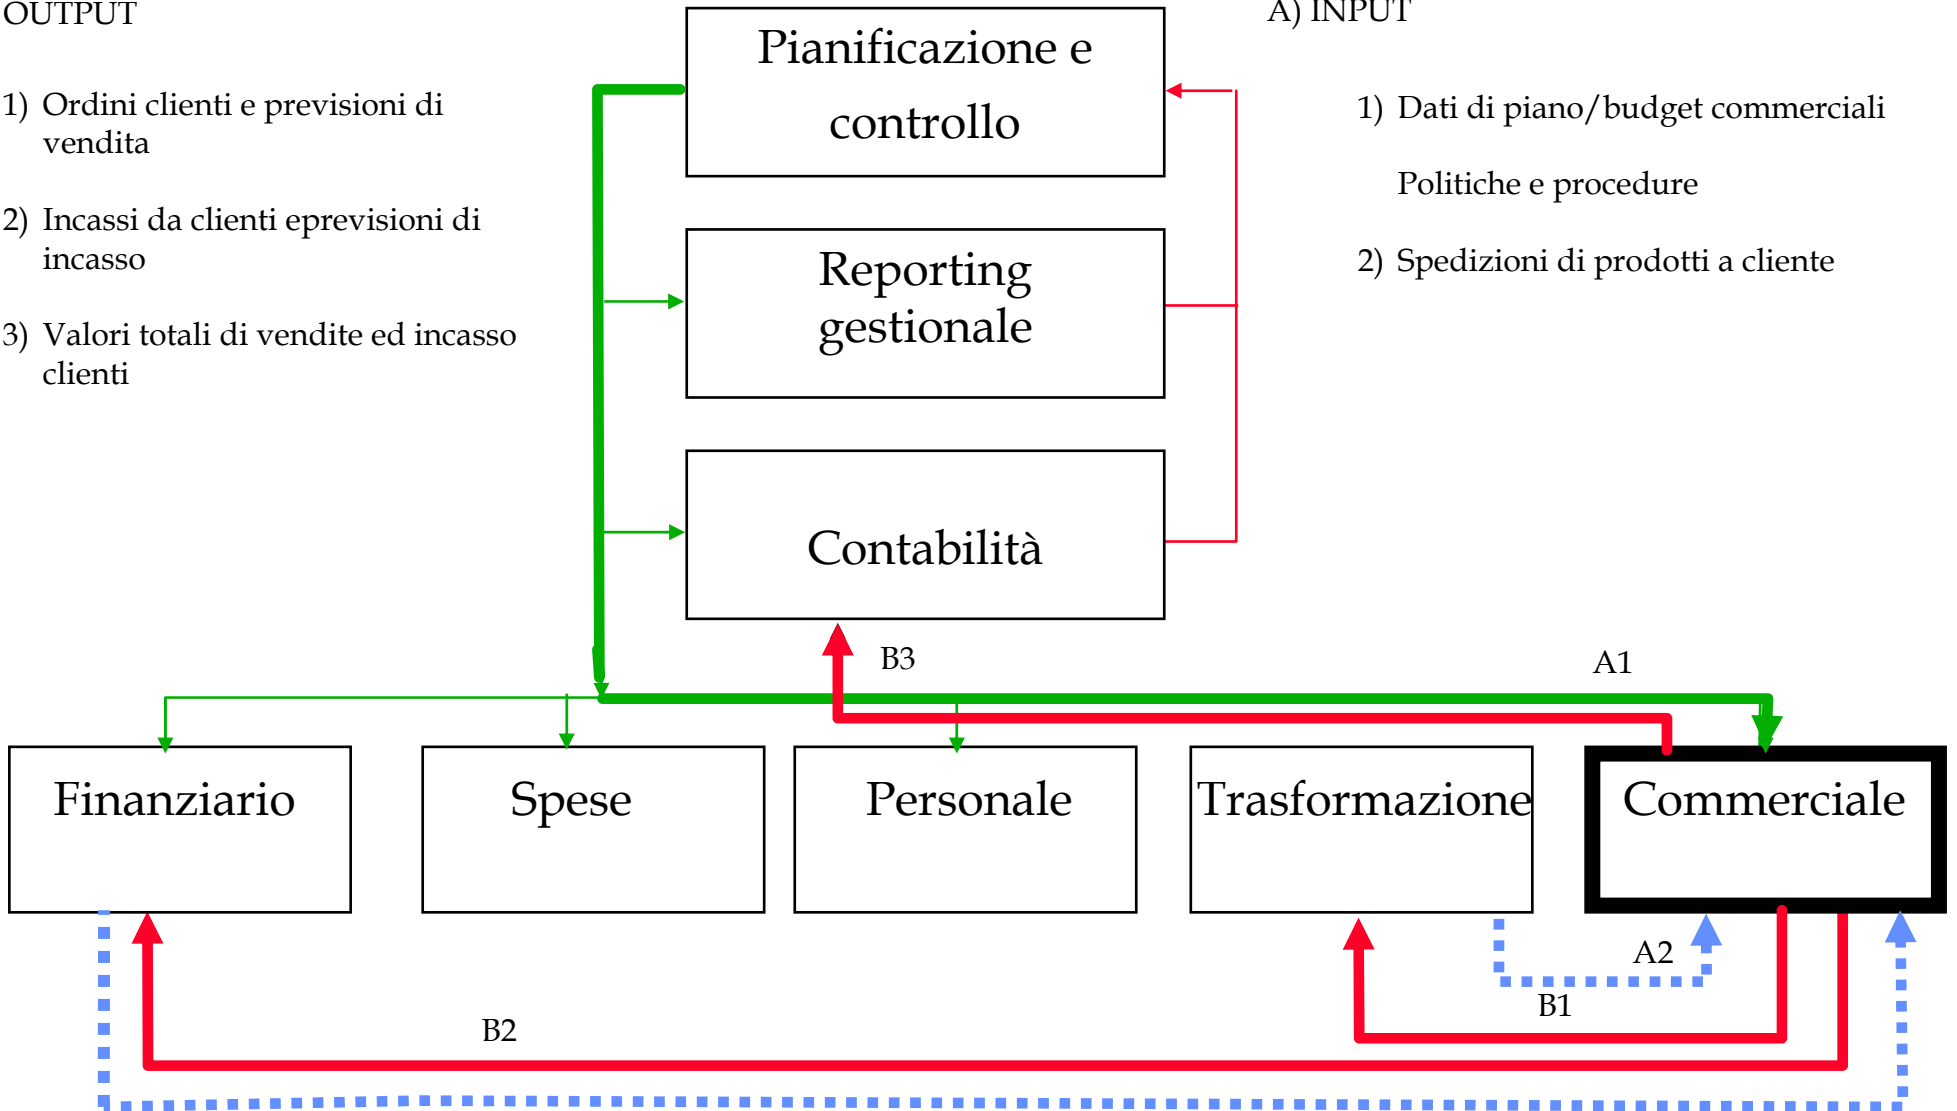 OUTPUT
1) Ordini clienti e previsioni di
vendita
2) Incassi da clienti eprevisioni di
incasso
3) Valori totali di vendite ed incasso
clienti
Pianificazione e
controllo
Reporting
gestionale
Contabilità
A) INPUT
1) Dati di piano/budget commerciali
Politiche e procedure
2) Spedizioni di prodotti a cliente
B3
A1
Finanziario
Spese
Personale
Trasformazione
Commerciale
A2
B1
B2